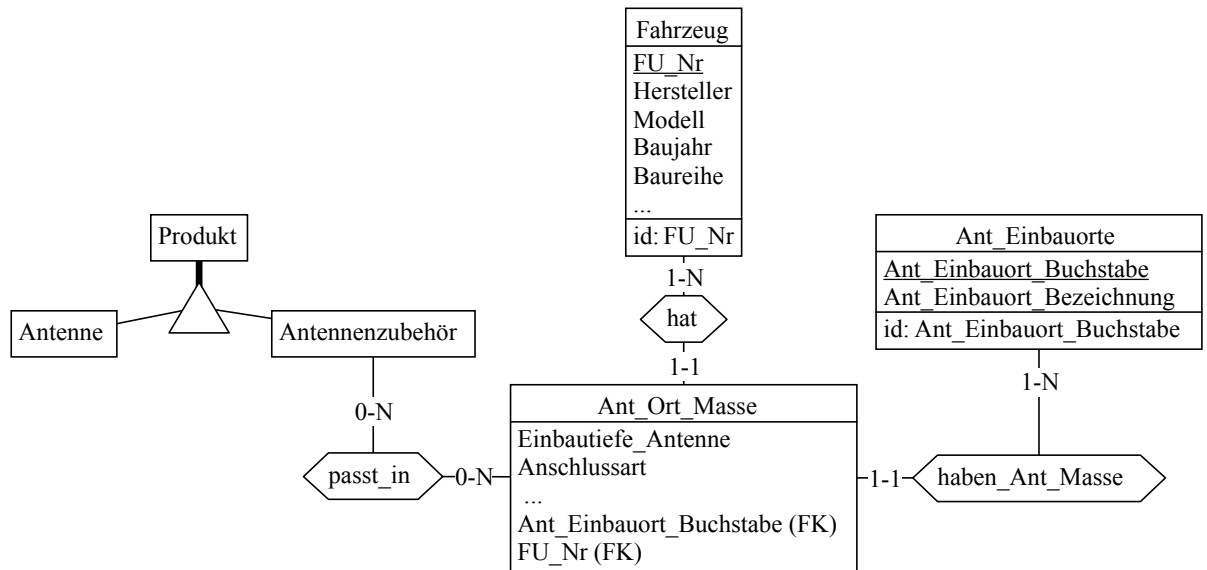 Fahrzeug
FU_Nr
Hersteller
Modell
Baujahr
Baureihe
...
id: FU_Nr
Produkt
Antenne
Antennenzubehör
1-N
hat
1-1
Ant_Einbauorte
Ant_Einbauort_Buchstabe
Ant_Einbauort_Bezeichnung
id: Ant_Einbauort_Buchstabe
1-N
0-N
passt_in
0-N
Ant_Ort_Masse
Einbautiefe_Antenne
Anschlussart
...
Ant_Einbauort_Buchstabe (FK)
FU_Nr (FK)
1-1
haben_Ant_Masse